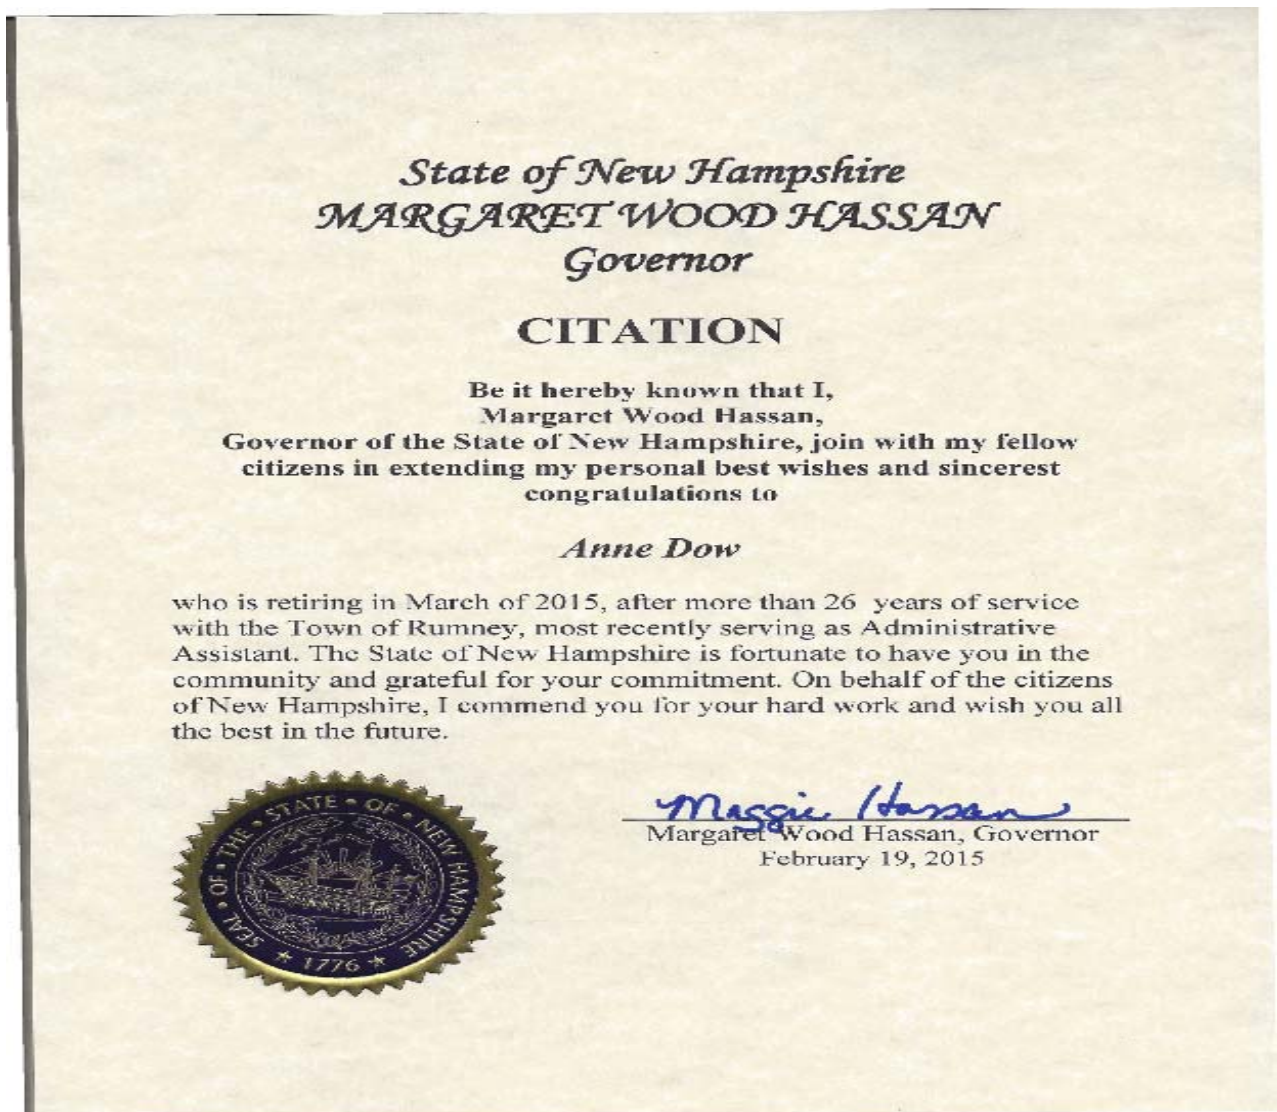 State of New Hampshire
MARGARET WOOD HASSAN
Governor
CITATION
Be it hereby known that I,
Margaret Wood Hassan,
Governor of the State of New Hampshire, join with my fellow
citizens in extending my personal best wishes and sincerest
congratulations to
Anne Dow
who is retiring in March of 2015, after more than 26 years of service
with the Town of Rumney, most recently serving as Administrative
Assistant. The State of New Hampshire is fortunate to have you in the
community and grateful for your commitment. On behalf of the citizens
of New Hampshire, I commend you for your hard work and wish you all
the best in the future.
Maggie Hassan
Margaret Wood Hassan, Governor
February 19, 2015
SEAL • OF • THE • STATE • OF • NEW HAMPSHIRE
★ 1776 ★